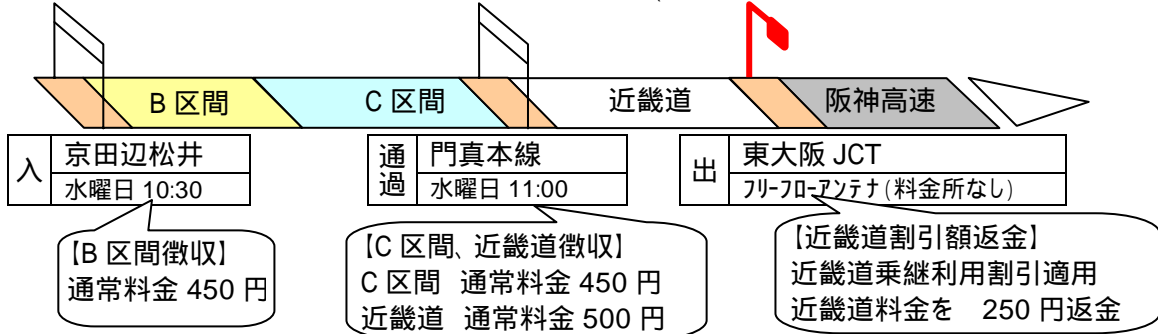 B 区間
C 区間
近畿道
阪神高速
入
京田辺松井
水曜日 10:30
通過
門真本線
水曜日 11:00
出
東大阪 JCT
フリーフローアンテナ(料金所なし)
【B 区間徴収】
通常料金 450 円
【C 区間、近畿道徴収】
C 区間 通常料金 450 円
近畿道 通常料金 500 円
【近畿道割引額返金】
近畿道乗継利用割引適用
近畿道料金を 250 円返金